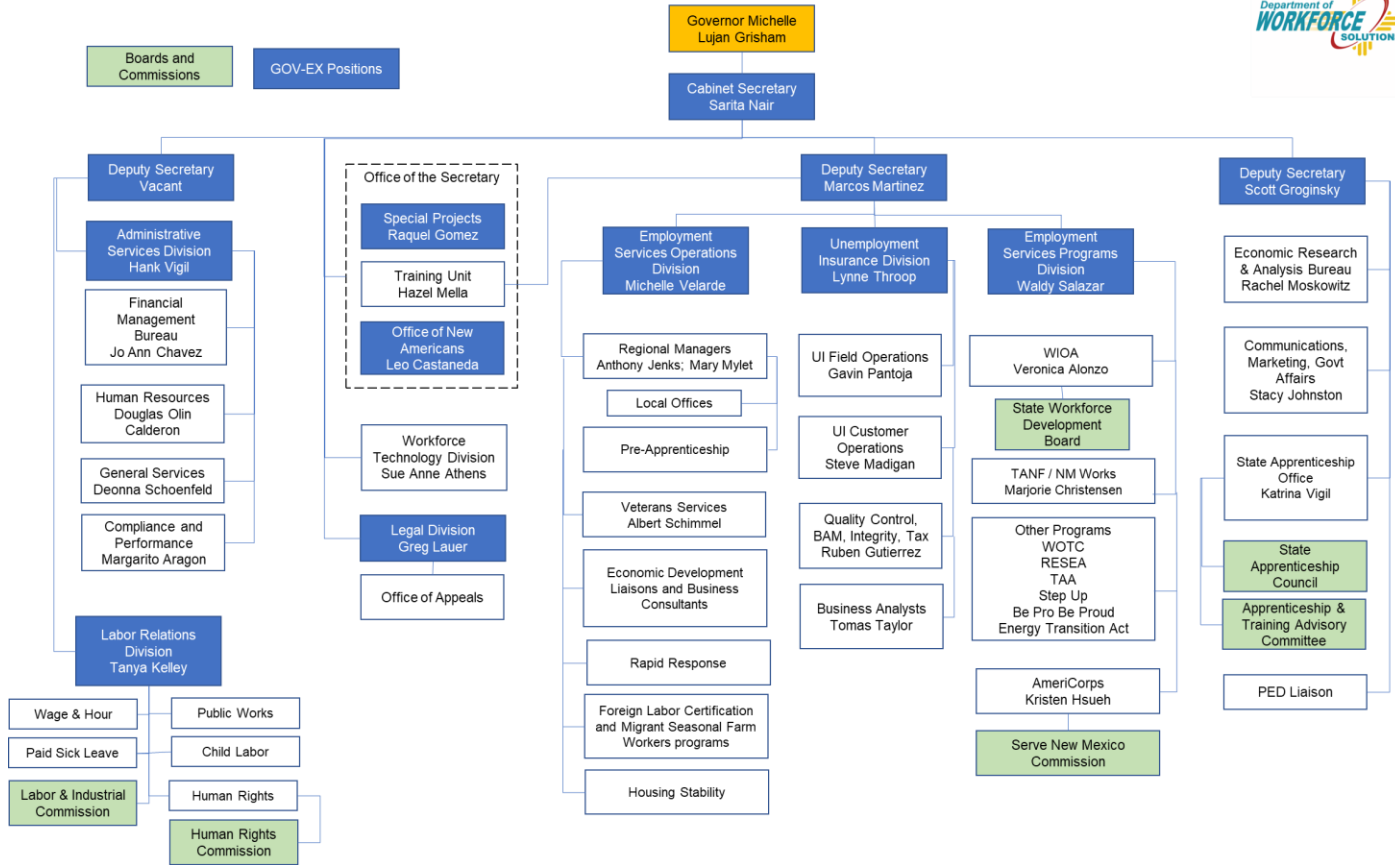 Governor Michelle
Lujan Grisham
Department of
WORKFORCE
SOLUTION
Boards and
Commissions
GOV-EX Positions
Cabinet Secretary
Sarita Nair
Deputy Secretary
Vacant
Administrative
Services Division
Hank Vigil
Financial
Management
Bureau
Jo Ann Chavez
Human Resources
Douglas Olin
Calderon
General Services
Deonna Schoenfeld
Compliance and
Performance
Margarito Aragon
Labor Relations
Division
Tanya Kelley
Wage & Hour
Public Works
Paid Sick Leave
Child Labor
Labor & Industrial
Commission
Human Rights
Human Rights
Commission
Office of the Secretary
Special Projects
Raquel Gomez
Training Unit
Hazel Mella
Office of New
Americans
Leo Castaneda
Workforce
Technology Division
Sue Anne Athens
Legal Division
Greg Lauer
Office of Appeals
Deputy Secretary
Marcos Martinez
Employment
Services Operations
Division
Michelle Velarde
Regional Managers
Anthony Jenks; Mary Mylet
Local Offices
Pre-Apprenticeship
Veterans Services
Albert Schimmel
Economic Development
Liaisons and Business
Consultants
Rapid Response
Foreign Labor Certification
and Migrant Seasonal Farm
Workers programs
Housing Stability
Unemployment
Insurance Division
Lynne Throop
UI Field Operations
Gavin Pantoja
UI Customer
Operations
Steve Madigan
Quality Control,
BAM, Integrity, Tax
Ruben Gutierrez
Business Analysts
Tomas Taylor
Employment
Services Programs
Division
Waldy Salazar
WIOA
Veronica Alonzo
State Workforce
Development
Board
TANF / NM Works
Marjorie Christensen
Other Programs
WOTC
RESEA
TAA
Step Up
Be Pro Be Proud
Energy Transition Act
AmeriCorps
Kristen Hsueh
Serve New Mexico
Commission
Deputy Secretary
Scott Groginsky
Economic Research
& Analysis Bureau
Rachel Moskowitz
Communications,
Marketing, Govt
Affairs
Stacy Johnston
State Apprenticeship
Office
Katrina Vigil
State
Apprenticeship
Council
Apprenticeship &
Training Advisory
Committee
PED Liaison